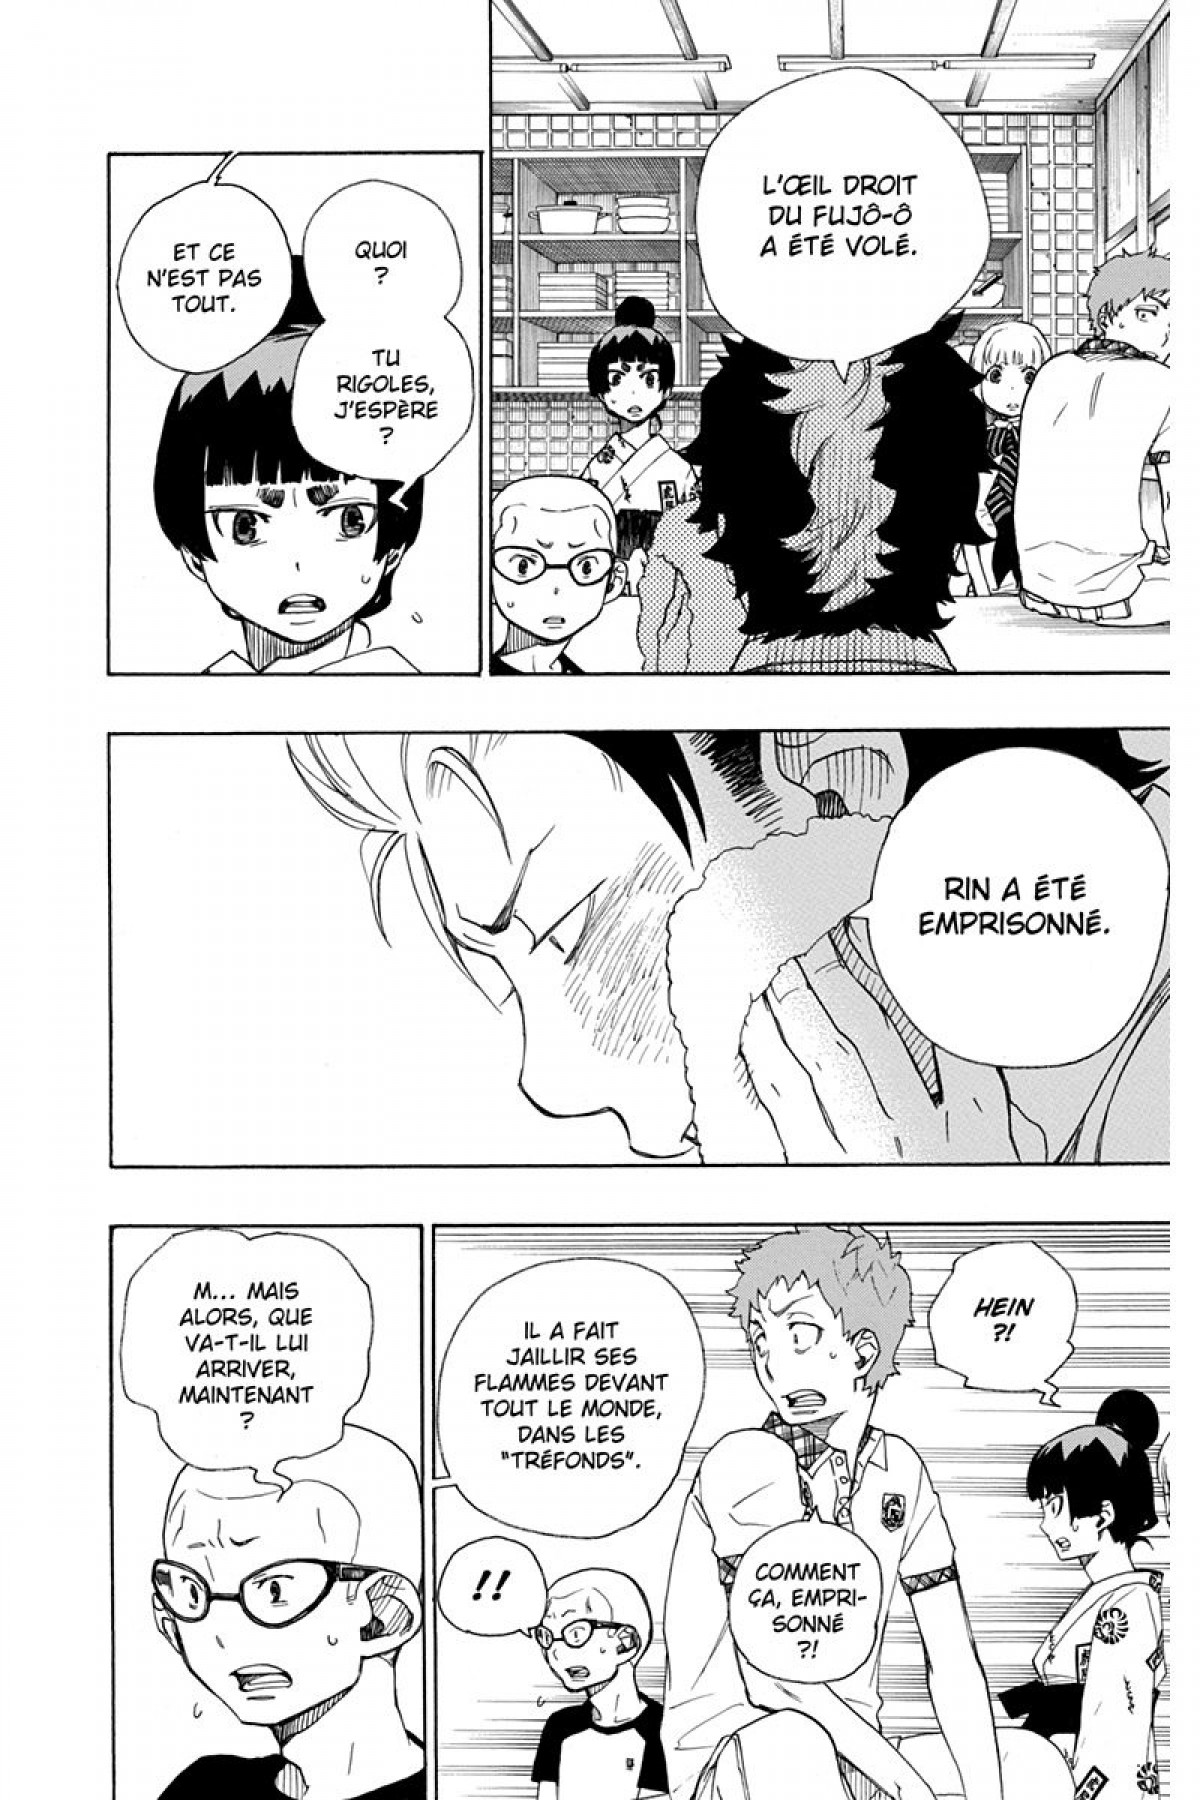 L'ŒIL DROIT
DU FUJÔ-Ô
A ÉTÉ VOLÉ.
QUOI
?
TU
RIGOLES,
J'ESPÈRE
?
ET CE
N'EST PAS
TOUT.
RIN A ÉTÉ
EMPRISONNÉ.
HEIN
?!
COMMENT
ÇA, EMPRI-
SONNÉ
?!
IL A FAIT
JAILLIR SES
FLAMMES DEVANT
TOUT LE MONDE,
DANS LES
"TRÉFONDS".
!!
M... MAIS
ALORS, QUE
VA-T-IL LUI
ARRIVER,
MAINTENANT
?